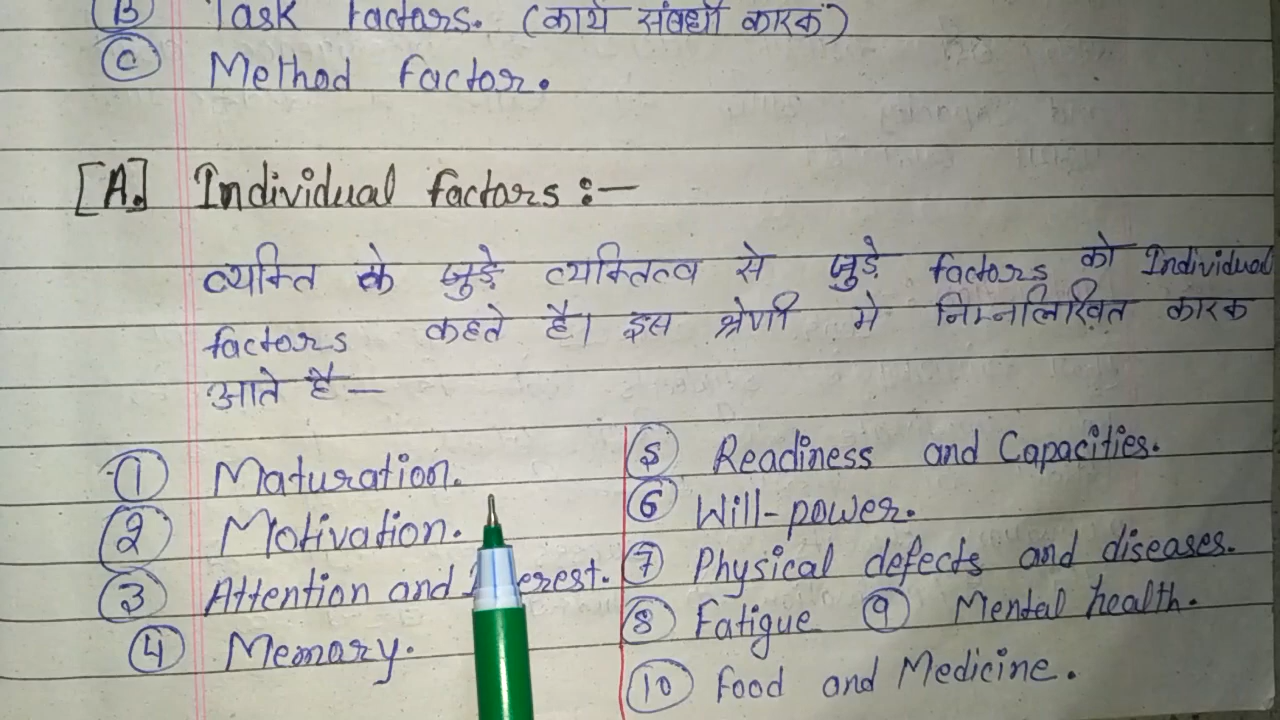 (B) Task Factors. (कार्य संबंधी कारक)
(C) Method Factor.
[A.] Individual Factors :—
व्यक्ति के जुड़े व्यक्तित्व से जुड़े factors को Individual
factors कहते है। इस श्रेणी मे निम्नलिखित कारक
आते है —
(1) Maturation.
(2) Motivation.
(3) Attention and Interest.
(4) Memory.
(5) Readiness and Capacities.
(6) Will-power.
(7) Physical defects and diseases.
(8) Fatigue (9) Mental health.
(10) Food and Medicine.